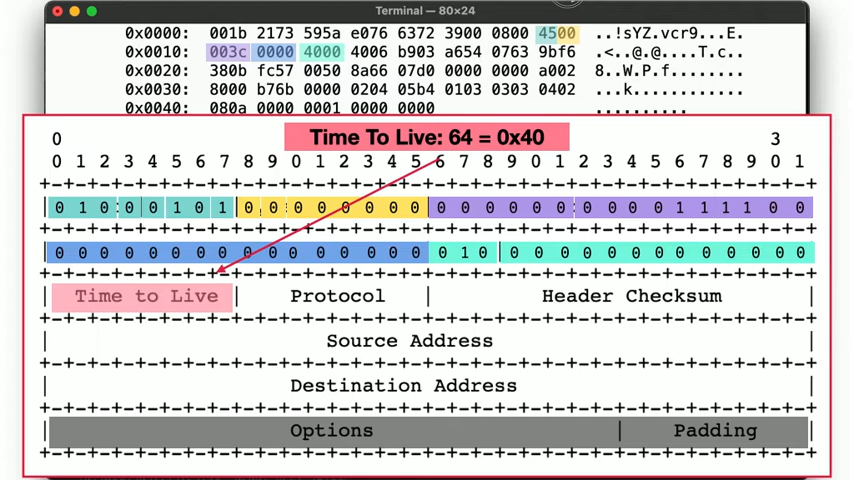 Terminal — 80×24
0x0000: 001b 2173 595a e076 6372 3900 0800 4500 ..!sYZ.vcr9...E.
0x0010: 003c 0000 4000 4006 b903 a654 0763 9bf6 .<..@.@....T.c..
0x0020: 380b fc57 0050 8a66 07d0 0000 0000 a002 8..W.P.f........
0x0030: 8000 b76b 0000 0204 05b4 0103 0303 0402 ...k............
0x0040: 080a 0000 0001 0000 0000 ..........
Time To Live: 64 = 0x40
0 3
0 1 2 3 4 5 6 7 8 9 0 1 2 3 4 5 6 7 8 9 0 1 2 3 4 5 6 7 8 9 0 1
+-+-+-+-+-+-+-+-+-+-+-+-+-+-+-+-+-+-+-+-+-+-+-+-+-+-+-+-+-+-+-+-+
|0 1 0 0 0 1 0 1|0 0 0 0 0 0 0 0|0 0 0 0 0 0 0 0 0 0 1 1 1 1 0 0|
+-+-+-+-+-+-+-+-+-+-+-+-+-+-+-+-+-+-+-+-+-+-+-+-+-+-+-+-+-+-+-+-+
|0 0 0 0 0 0 0 0 0 0 0 0 0 0 0 0|0 1 0|0 0 0 0 0 0 0 0 0 0 0 0 0|
+-+-+-+-+-+-+-+-+-+-+-+-+-+-+-+-+-+-+-+-+-+-+-+-+-+-+-+-+-+-+-+-+
| Time to Live | Protocol | Header Checksum |
+-+-+-+-+-+-+-+-+-+-+-+-+-+-+-+-+-+-+-+-+-+-+-+-+-+-+-+-+-+-+-+-+
| Source Address |
+-+-+-+-+-+-+-+-+-+-+-+-+-+-+-+-+-+-+-+-+-+-+-+-+-+-+-+-+-+-+-+-+
| Destination Address |
+-+-+-+-+-+-+-+-+-+-+-+-+-+-+-+-+-+-+-+-+-+-+-+-+-+-+-+-+-+-+-+-+
| Options | Padding |
+-+-+-+-+-+-+-+-+-+-+-+-+-+-+-+-+-+-+-+-+-+-+-+-+-+-+-+-+-+-+-+-+